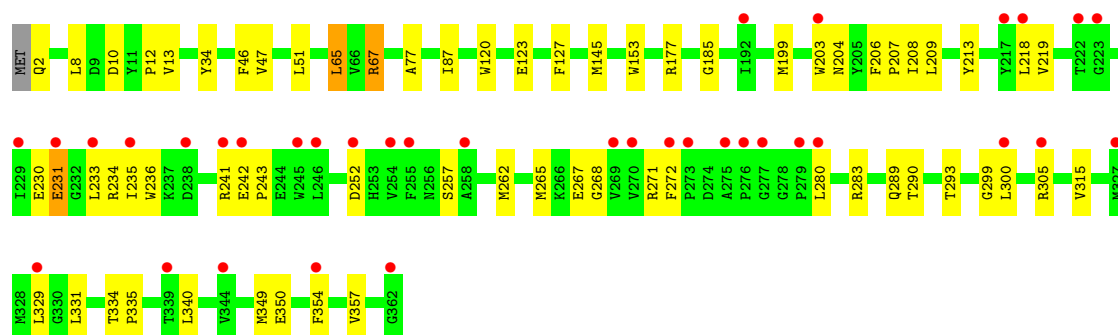 MET Q2 L8 D9 D10 Y11 P12 V13 Y34 F46 V47 L51 L65 V66 R67 A77 I87 W120 E123 F127 M145 W153 R177 G185 I192 M199 W203 N204 Y205 F206 P207 I208 L209 Y213 Y217 L218 V219 T222 G223
I229 E230 E231 G232 L233 R234 I235 W236 K237 D238 R241 E242 P243 E244 W245 L246 D252 H253 V254 F255 N256 S257 A258 M262 M265 K266 E267 G268 V269 V270 R271 F272 P273 D274 A275 P276 G277 G278 P279 L280 R283 Q289 T290 T293 G299 L300 R305 V315 M327
M328 L329 G330 L331 T334 P335 T339 L340 V344 M349 E350 F354 V357 G362